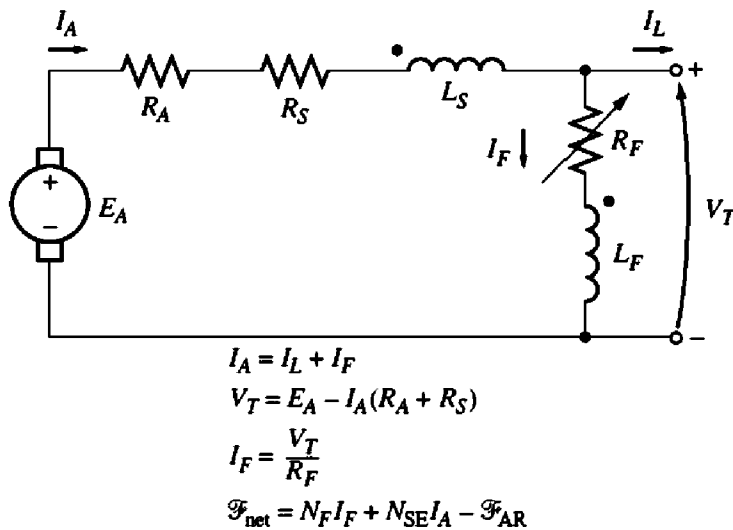 I_A
I_L
R_A
R_S
L_S
+
I_F
R_F
+
−
E_A
V_T
L_F
−
I_A = I_L + I_F
V_T = E_A − I_A(R_A + R_S)
I_F = V_T / R_F
ℱ_net = N_F I_F + N_SE I_A − ℱ_AR